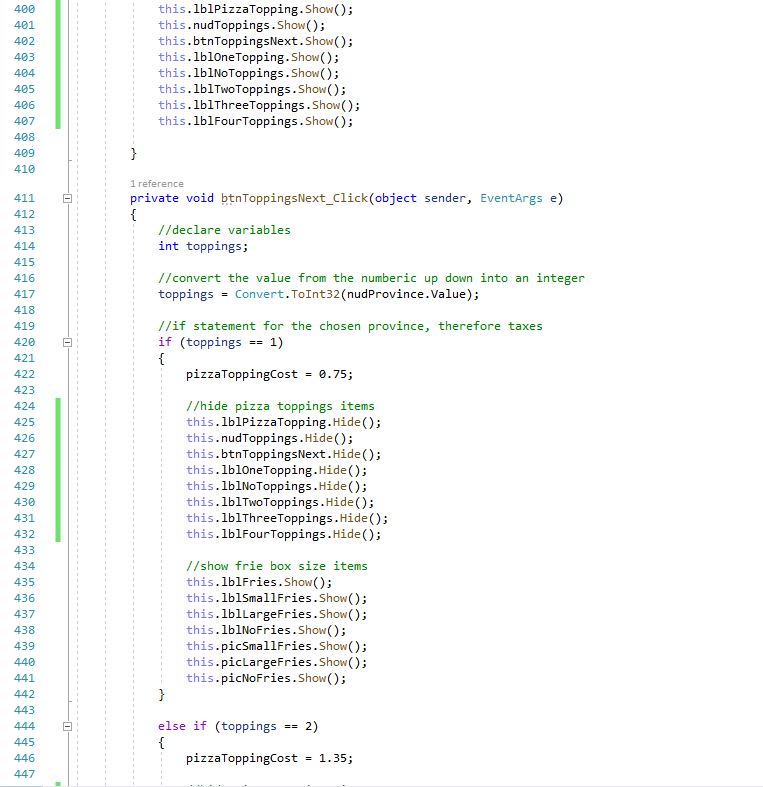 400 this.lblPizzaTopping.Show();
401 this.nudToppings.Show();
402 this.btnToppingsNext.Show();
403 this.lblOneTopping.Show();
404 this.lblNoToppings.Show();
405 this.lblTwoToppings.Show();
406 this.lblThreeToppings.Show();
407 this.lblFourToppings.Show();
408
409 }
410
1 reference
411 private void btnToppingsNext_Click(object sender, EventArgs e)
412 {
413 //declare variables
414 int toppings;
415
416 //convert the value from the numberic up down into an integer
417 toppings = Convert.ToInt32(nudProvince.Value);
418
419 //if statement for the chosen province, therefore taxes
420 if (toppings == 1)
421 {
422 pizzaToppingCost = 0.75;
423
424 //hide pizza toppings items
425 this.lblPizzaTopping.Hide();
426 this.nudToppings.Hide();
427 this.btnToppingsNext.Hide();
428 this.lblOneTopping.Hide();
429 this.lblNoToppings.Hide();
430 this.lblTwoToppings.Hide();
431 this.lblThreeToppings.Hide();
432 this.lblFourToppings.Hide();
433
434 //show frie box size items
435 this.lblFries.Show();
436 this.lblSmallFries.Show();
437 this.lblLargeFries.Show();
438 this.lblNoFries.Show();
439 this.picSmallFries.Show();
440 this.picLargeFries.Show();
441 this.picNoFries.Show();
442 }
443
444 else if (toppings == 2)
445 {
446 pizzaToppingCost = 1.35;
447